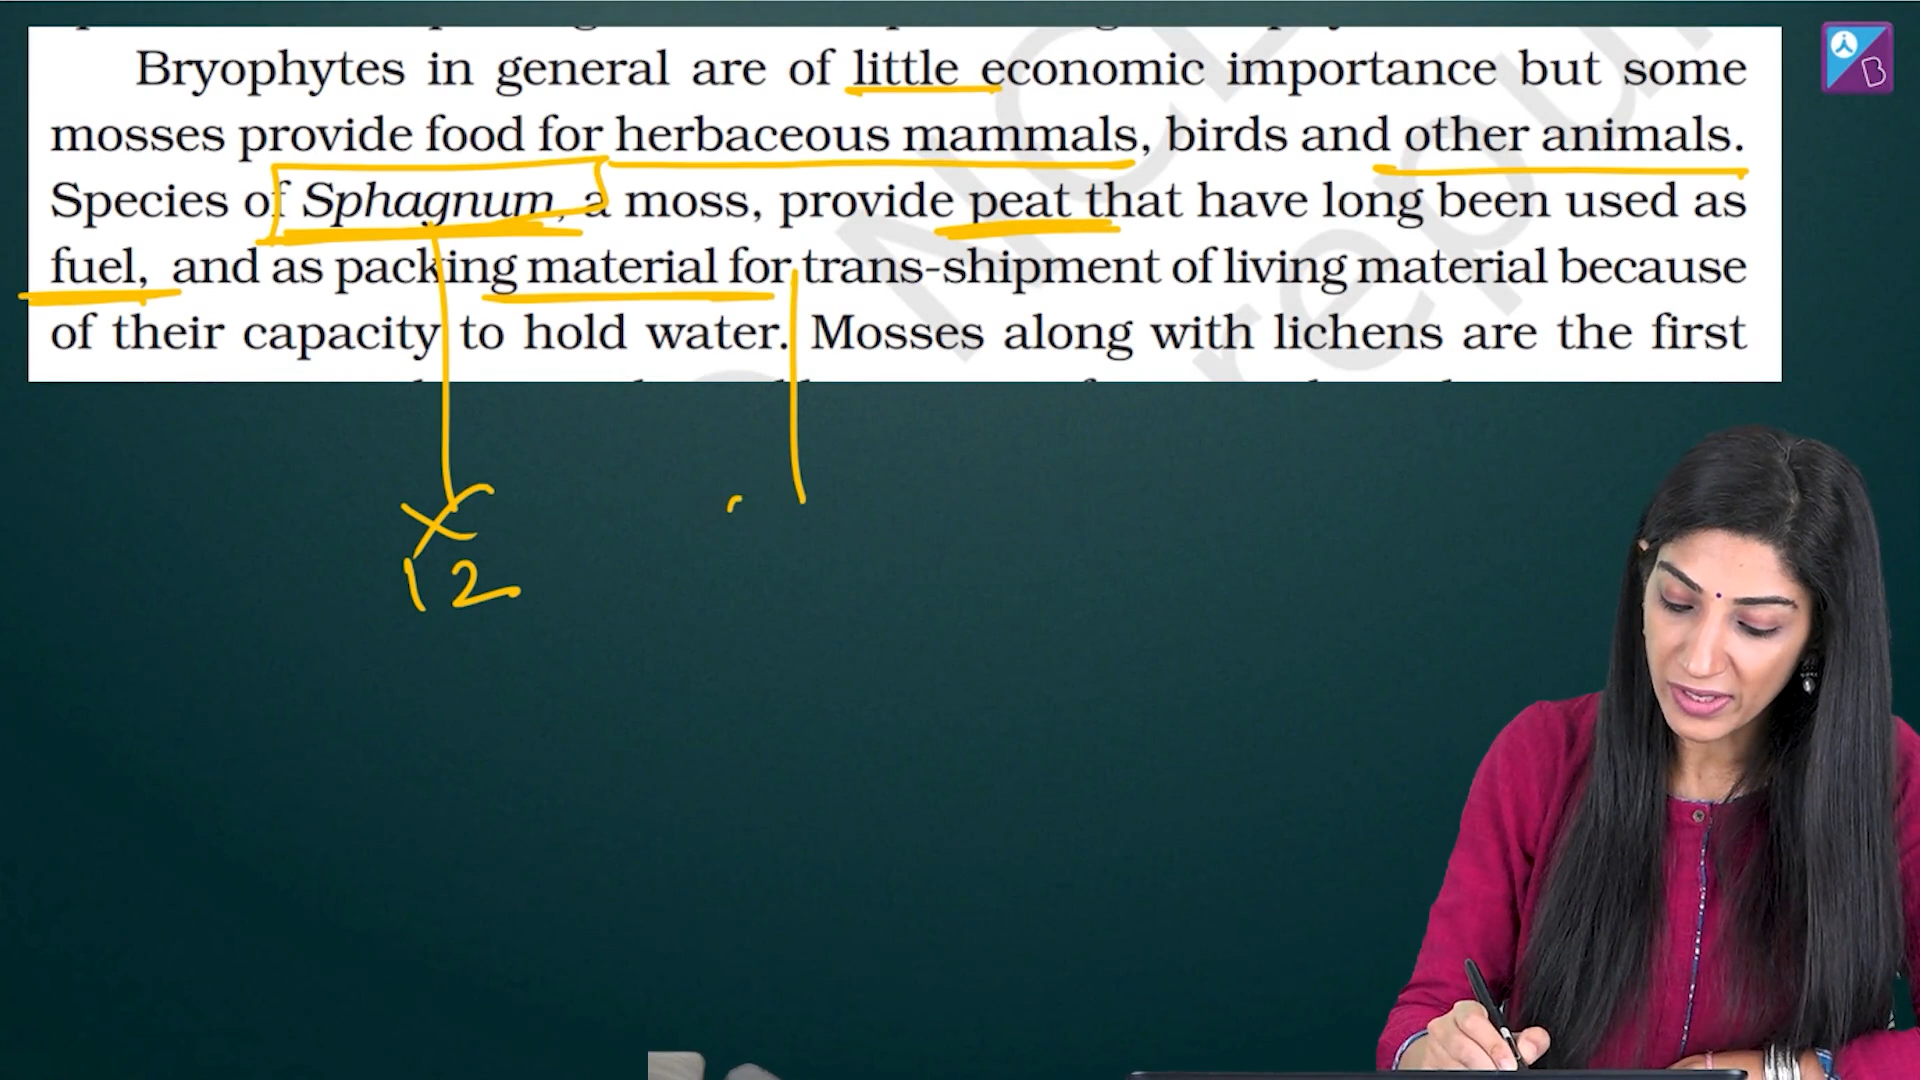 Bryophytes in general are of little economic importance but some
mosses provide food for herbaceous mammals, birds and other animals.
Species of Sphagnum, a moss, provide peat that have long been used as
fuel, and as packing material for trans-shipment of living material because
of their capacity to hold water. Mosses along with lichens are the first
X
12
B